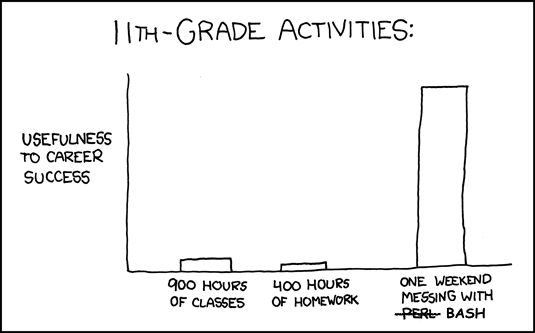 11TH-GRADE ACTIVITIES:
USEFULNESS
TO CAREER
SUCCESS
900 HOURS
OF CLASSES
400 HOURS
OF HOMEWORK
ONE WEEKEND
MESSING WITH
PERL BASH